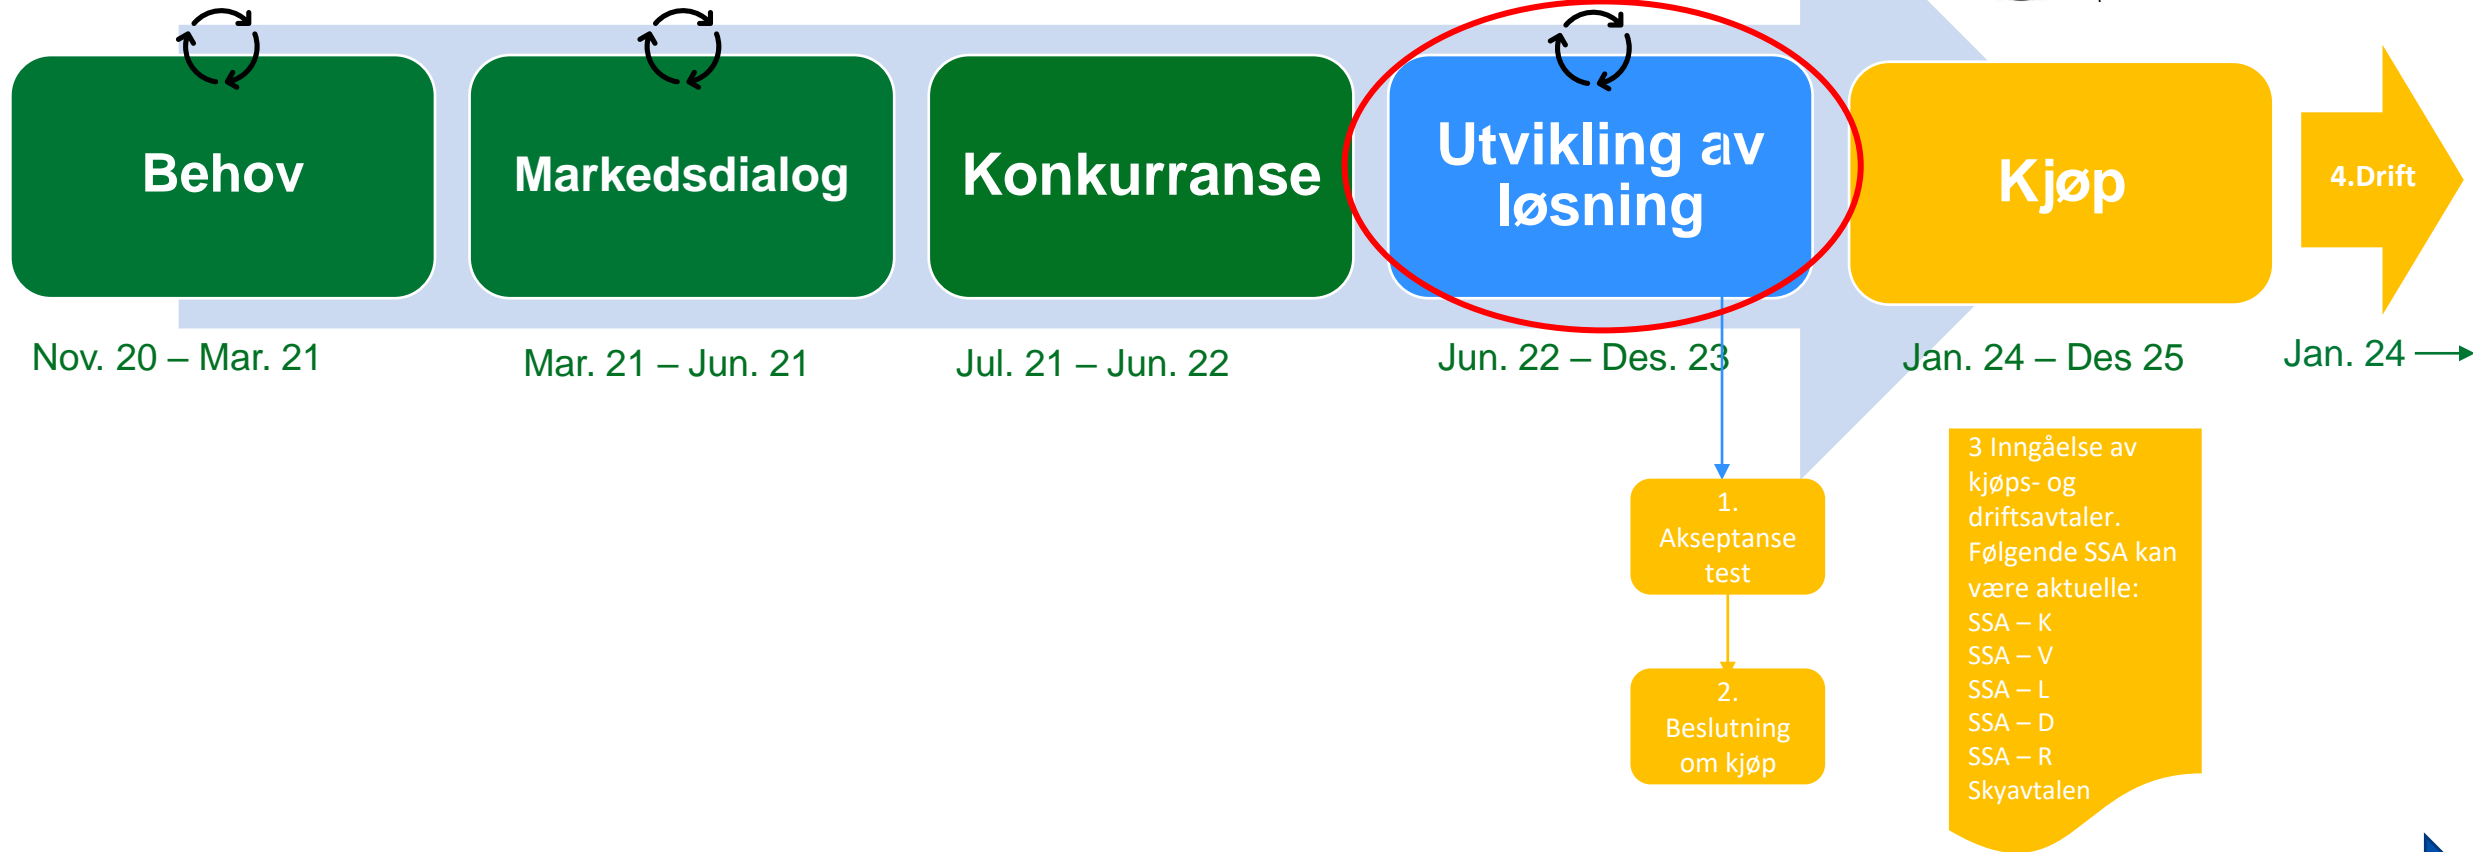 Behov
Markedsdialog
Konkurranse
Utvikling av
løsning
Kjøp
4.Drift
Nov. 20 – Mar. 21
Mar. 21 – Jun. 21
Jul. 21 – Jun. 22
Jun. 22 – Des. 23
Jan. 24 – Des 25
Jan. 24
1.
Akseptanse
test
2.
Beslutning
om kjøp
3 Inngåelse av
kjøps- og
driftsavtaler.
Følgende SSA kan
være aktuelle:
SSA – K
SSA – V
SSA – L
SSA – D
SSA – R
Skyavtalen